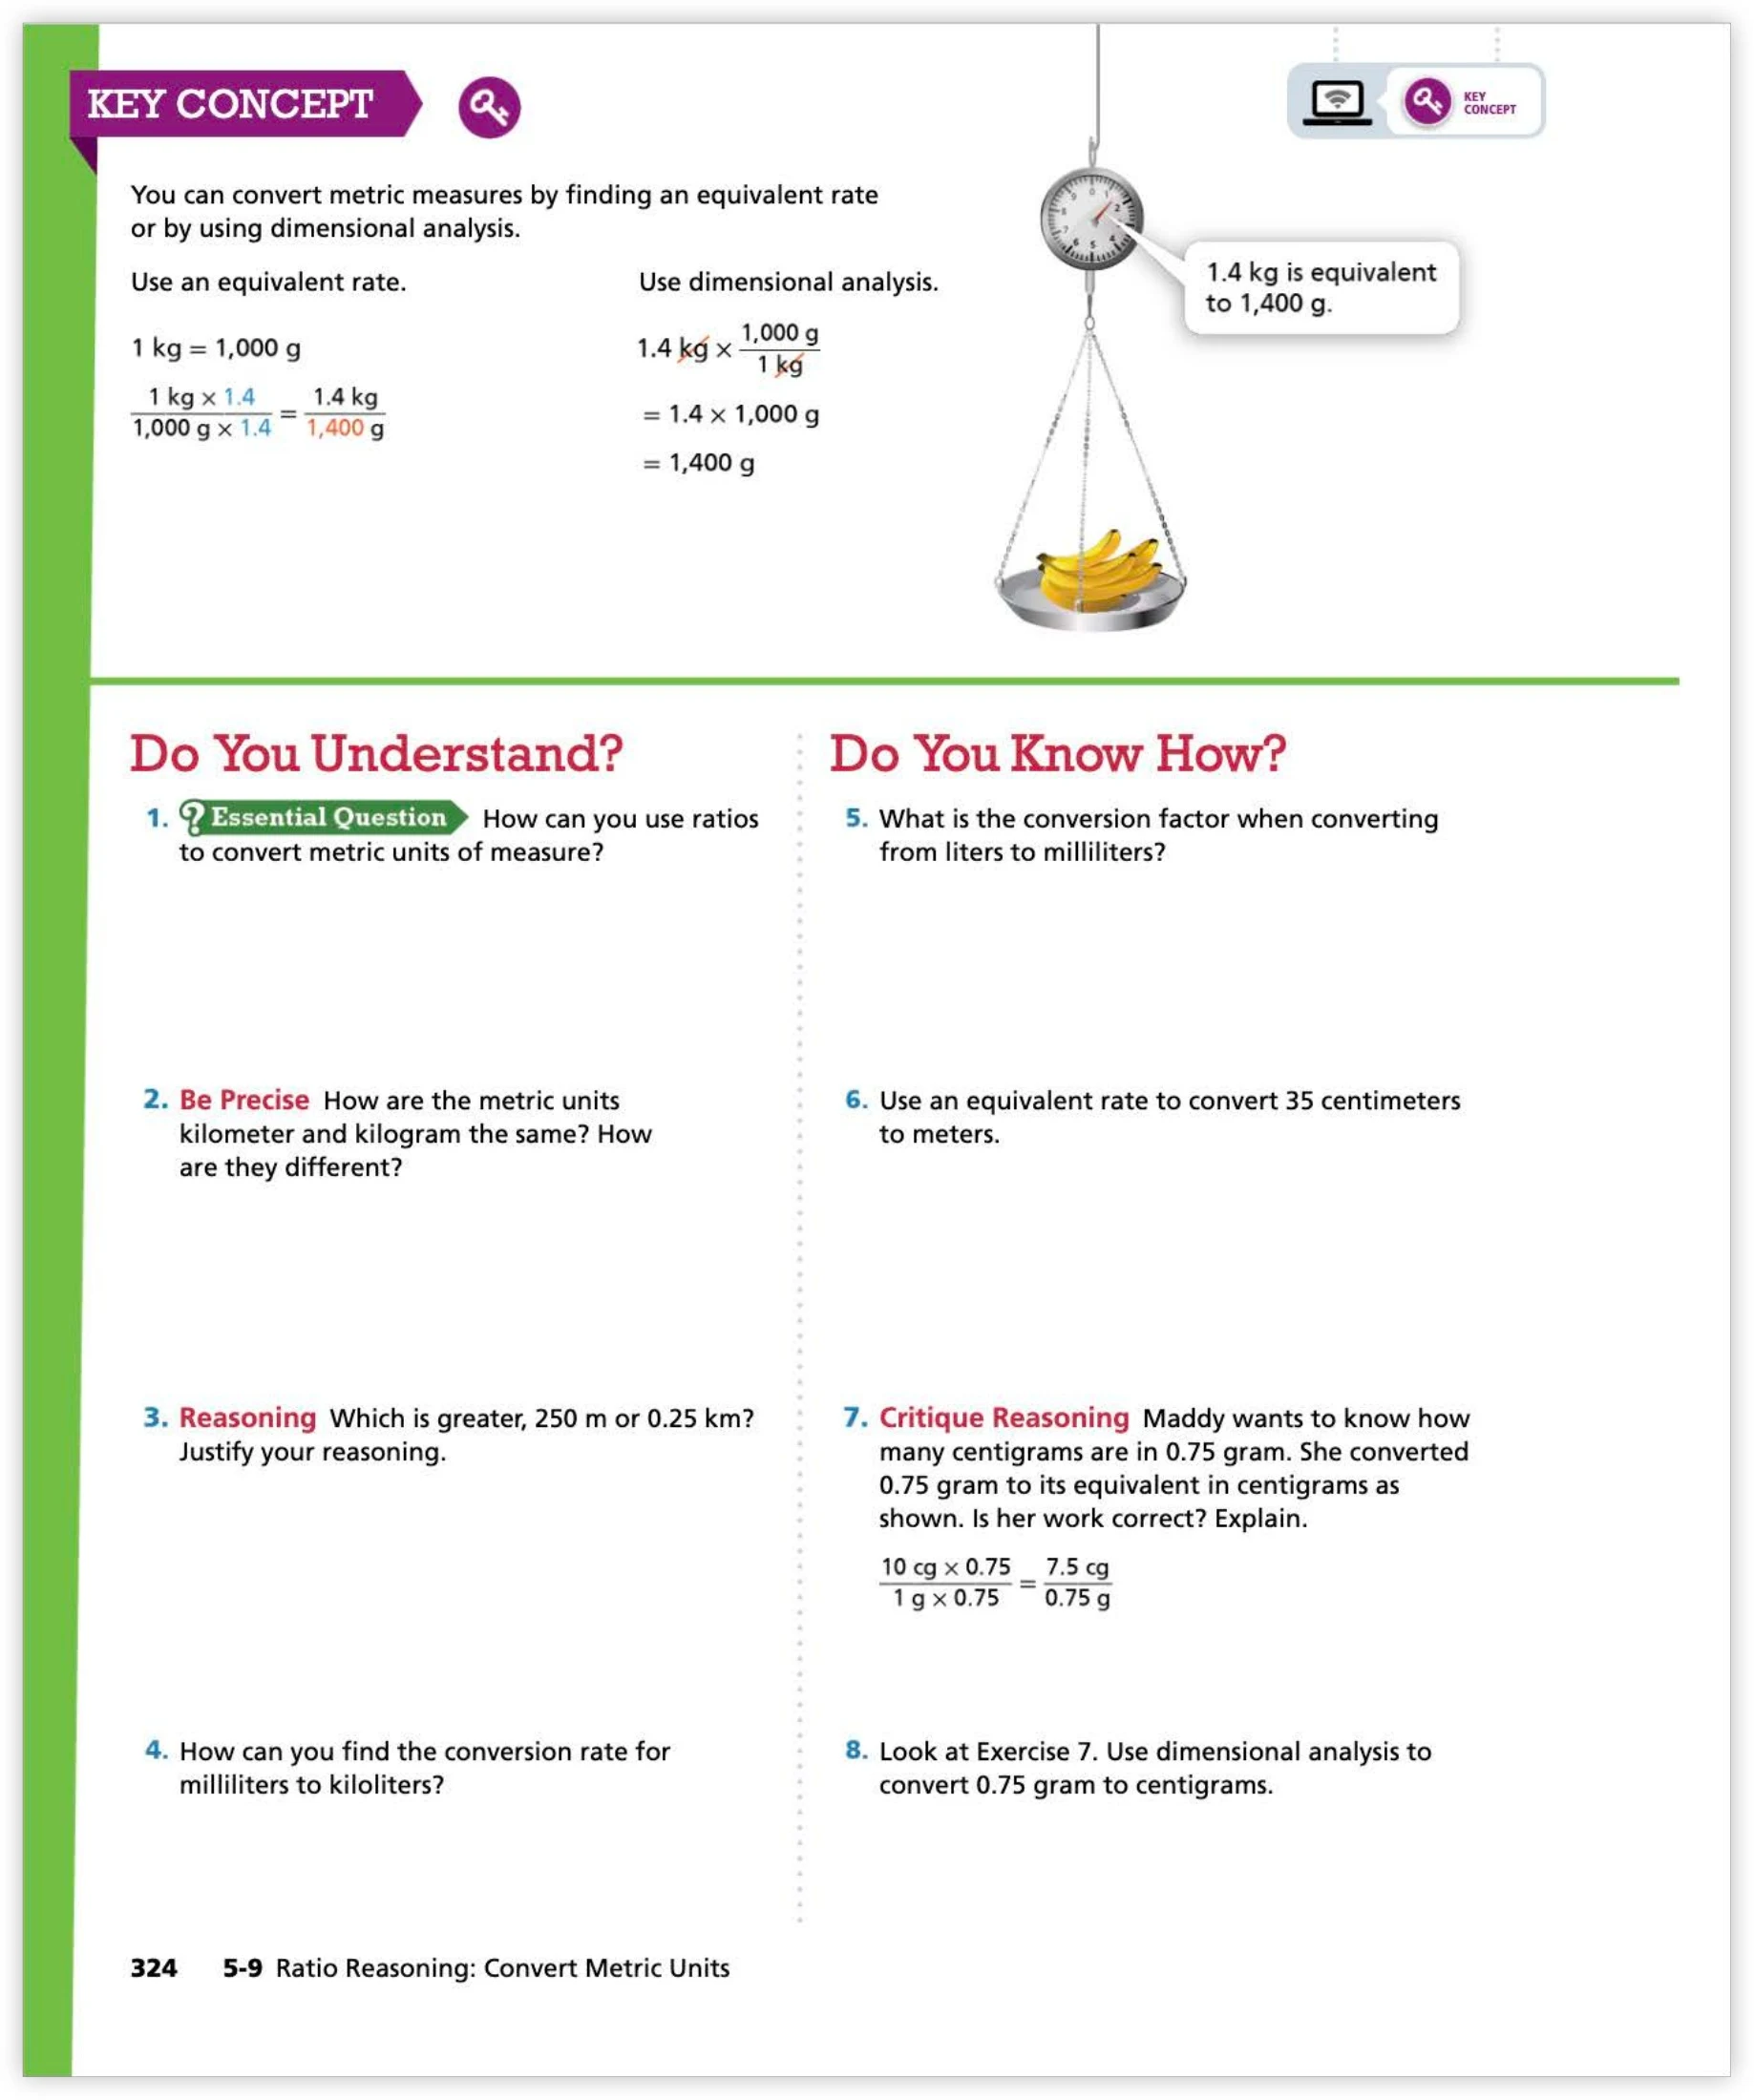 KEY CONCEPT
KEY
CONCEPT
You can convert metric measures by finding an equivalent rate
or by using dimensional analysis.
Use an equivalent rate.
1 kg = 1,000 g
1 kg × 1.4 / 1,000 g × 1.4 = 1.4 kg / 1,400 g
Use dimensional analysis.
1.4 kg × 1,000 g / 1 kg
= 1.4 × 1,000 g
= 1,400 g
1.4 kg is equivalent
to 1,400 g.
Do You Understand?
1. ? Essential Question How can you use ratios
to convert metric units of measure?
2. Be Precise How are the metric units
kilometer and kilogram the same? How
are they different?
3. Reasoning Which is greater, 250 m or 0.25 km?
Justify your reasoning.
4. How can you find the conversion rate for
milliliters to kiloliters?
Do You Know How?
5. What is the conversion factor when converting
from liters to milliliters?
6. Use an equivalent rate to convert 35 centimeters
to meters.
7. Critique Reasoning Maddy wants to know how
many centigrams are in 0.75 gram. She converted
0.75 gram to its equivalent in centigrams as
shown. Is her work correct? Explain.
10 cg × 0.75 / 1 g × 0.75 = 7.5 cg / 0.75 g
8. Look at Exercise 7. Use dimensional analysis to
convert 0.75 gram to centigrams.
324 5-9 Ratio Reasoning: Convert Metric Units